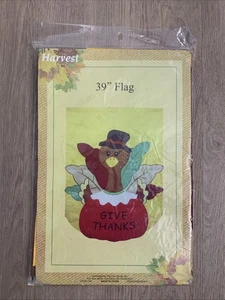 Harvest
39" Flag
GIVE
THANKS